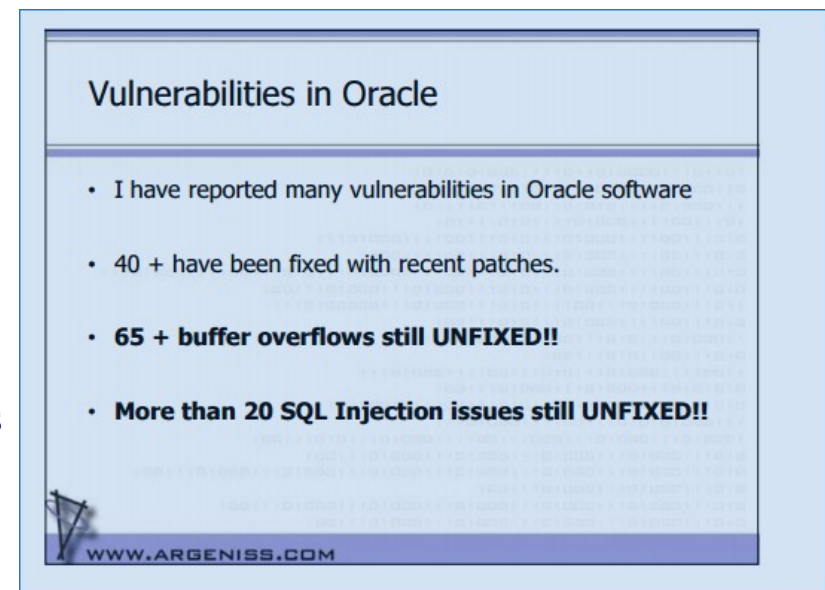 Vulnerabilities in Oracle
• I have reported many vulnerabilities in Oracle software
• 40 + have been fixed with recent patches.
• 65 + buffer overflows still UNFIXED!!
• More than 20 SQL Injection issues still UNFIXED!!
WWW.ARGENISS.COM